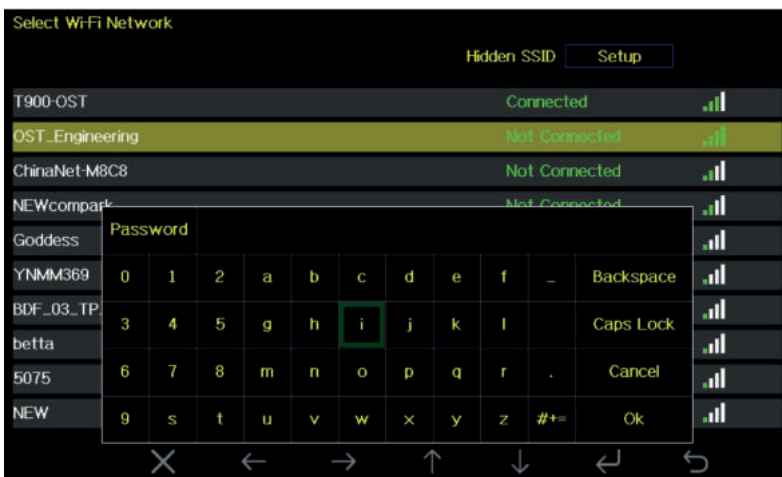 Select Wi-Fi Network
Hidden SSID Setup
T900-OST Connected
OST_Engineering Not Connected
ChinaNet-M8C8 Not Connected
NEWcompark Not Connected
Goddess
YNMM369
BDF_03_TP.
betta
5075
NEW
Password
0 1 2 a b c d e f _ Backspace
3 4 5 g h i j k l Caps Lock
6 7 8 m n o p q r . Cancel
9 s t u v w x y z #+= Ok